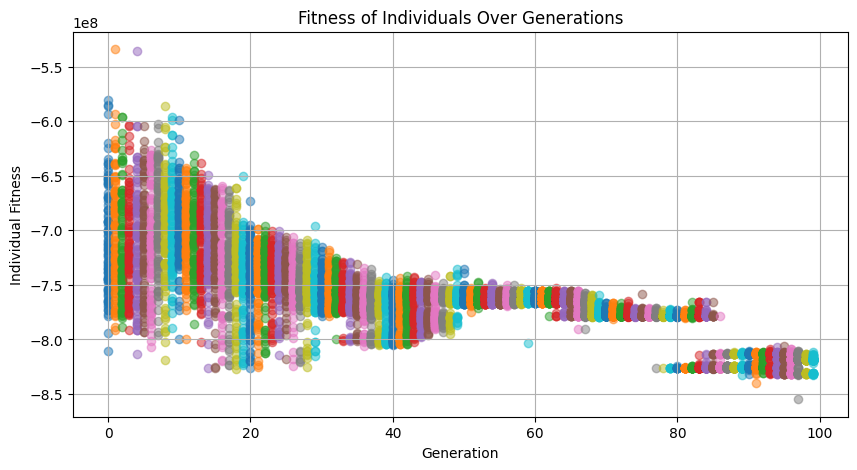 Fitness of Individuals Over Generations
1e8
−5.5
−6.0
−6.5
−7.0
−7.5
−8.0
−8.5
Individual Fitness
0 20 40 60 80 100
Generation